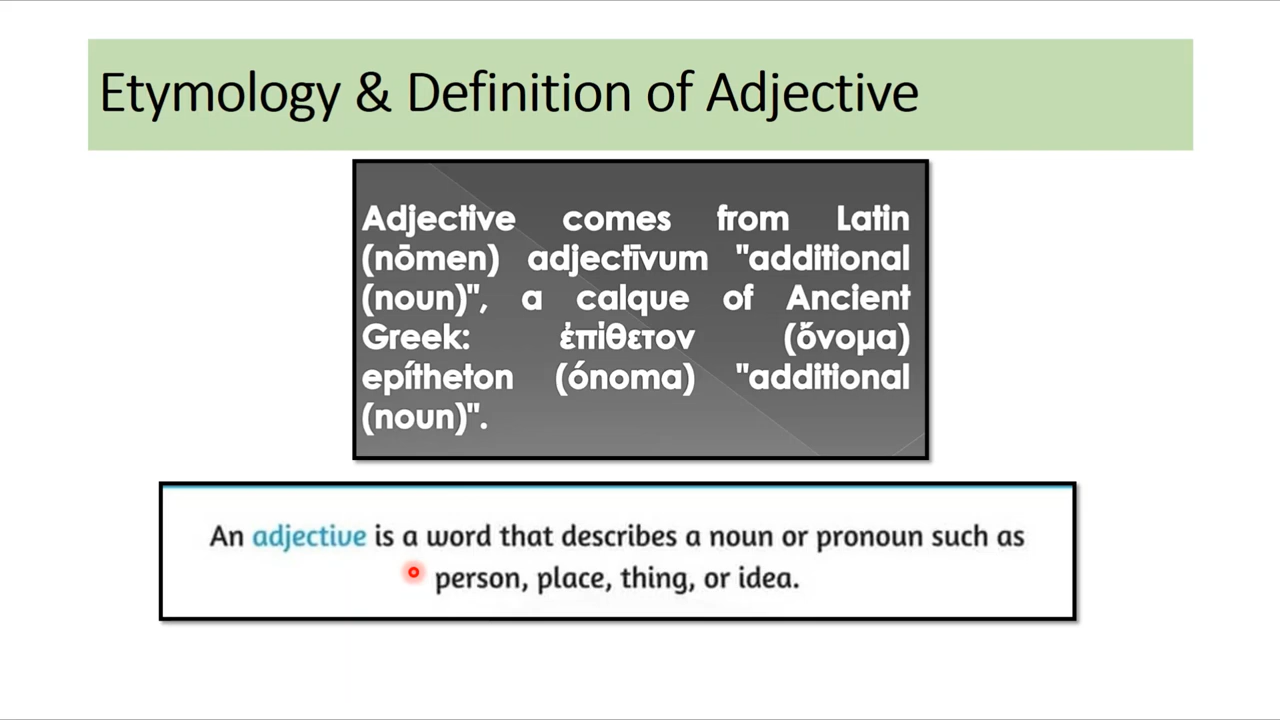 Etymology & Definition of Adjective
Adjective comes from Latin
(nōmen) adjectīvum "additional
(noun)", a calque of Ancient
Greek: ἐπίθετον (ὄνομα)
epítheton (ónoma) "additional
(noun)".
An adjective is a word that describes a noun or pronoun such as
person, place, thing, or idea.